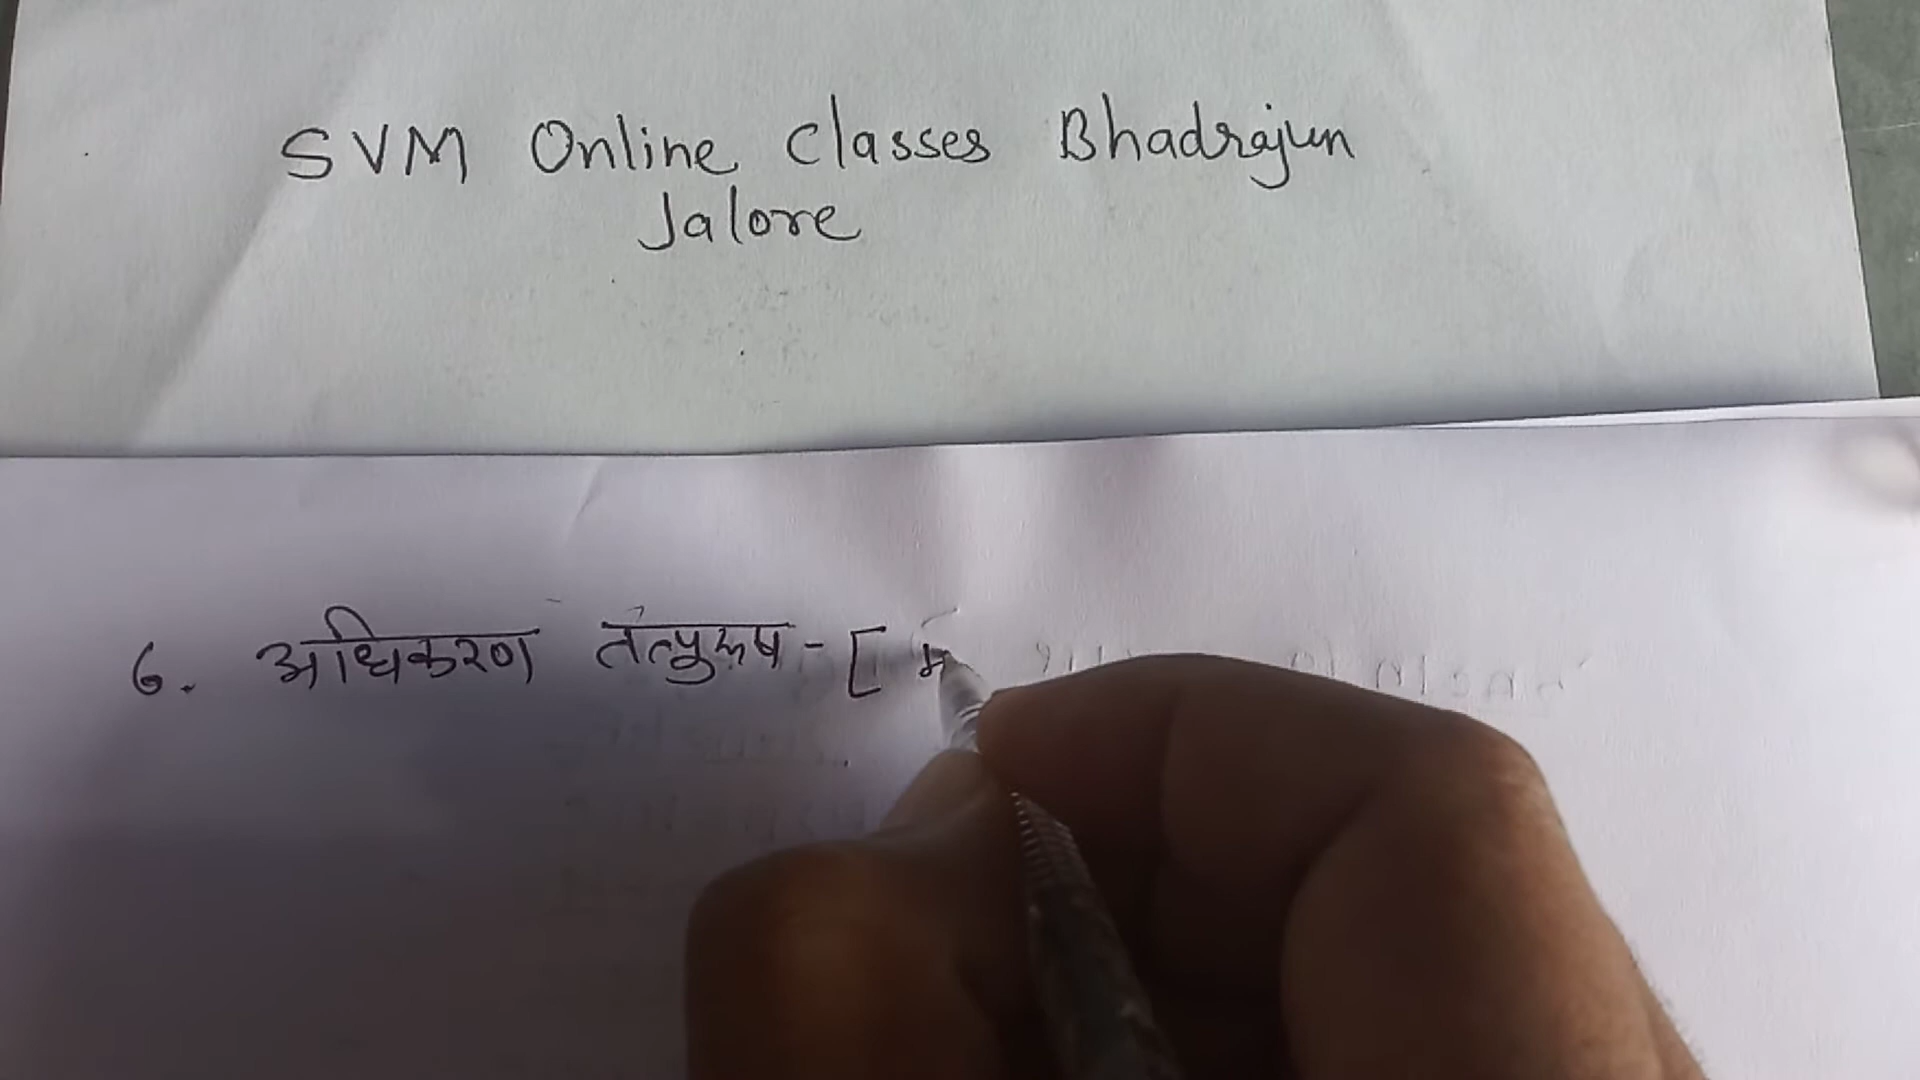 SVM Online Classes Bhadrajun
Jalore
6. अधिकरण तत्पुरूष - [ म